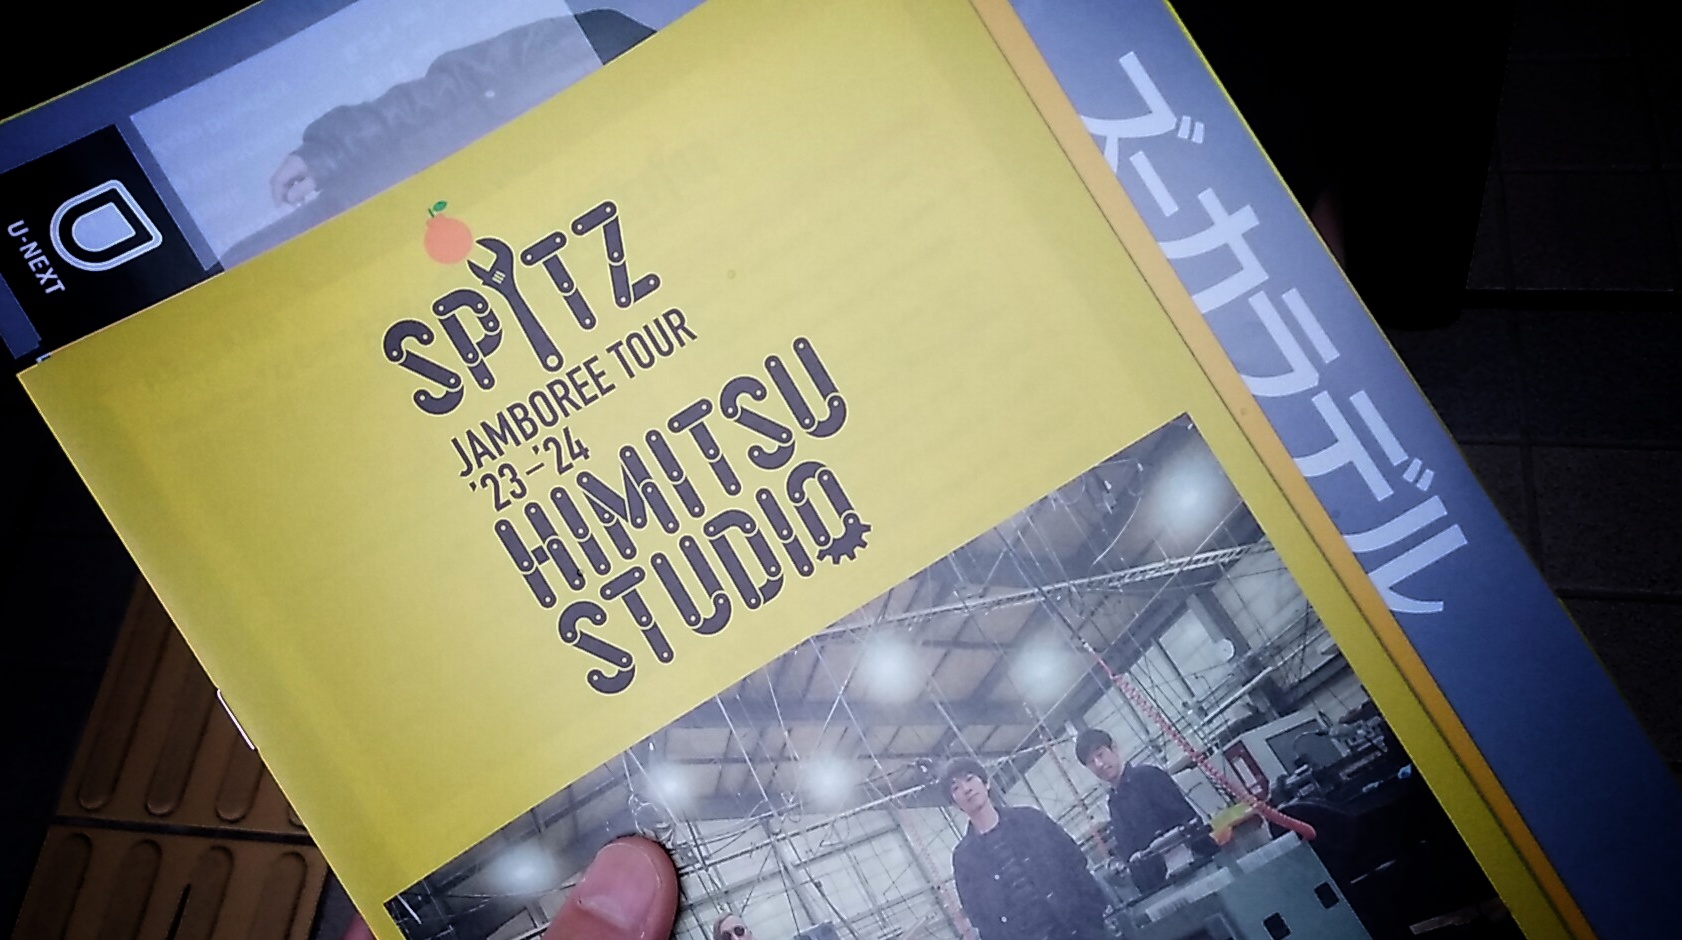 U-NEXT
SPITZ
JAMBOREE TOUR
'23-'24
HIMITSU
STUDIO
ズーカラデル